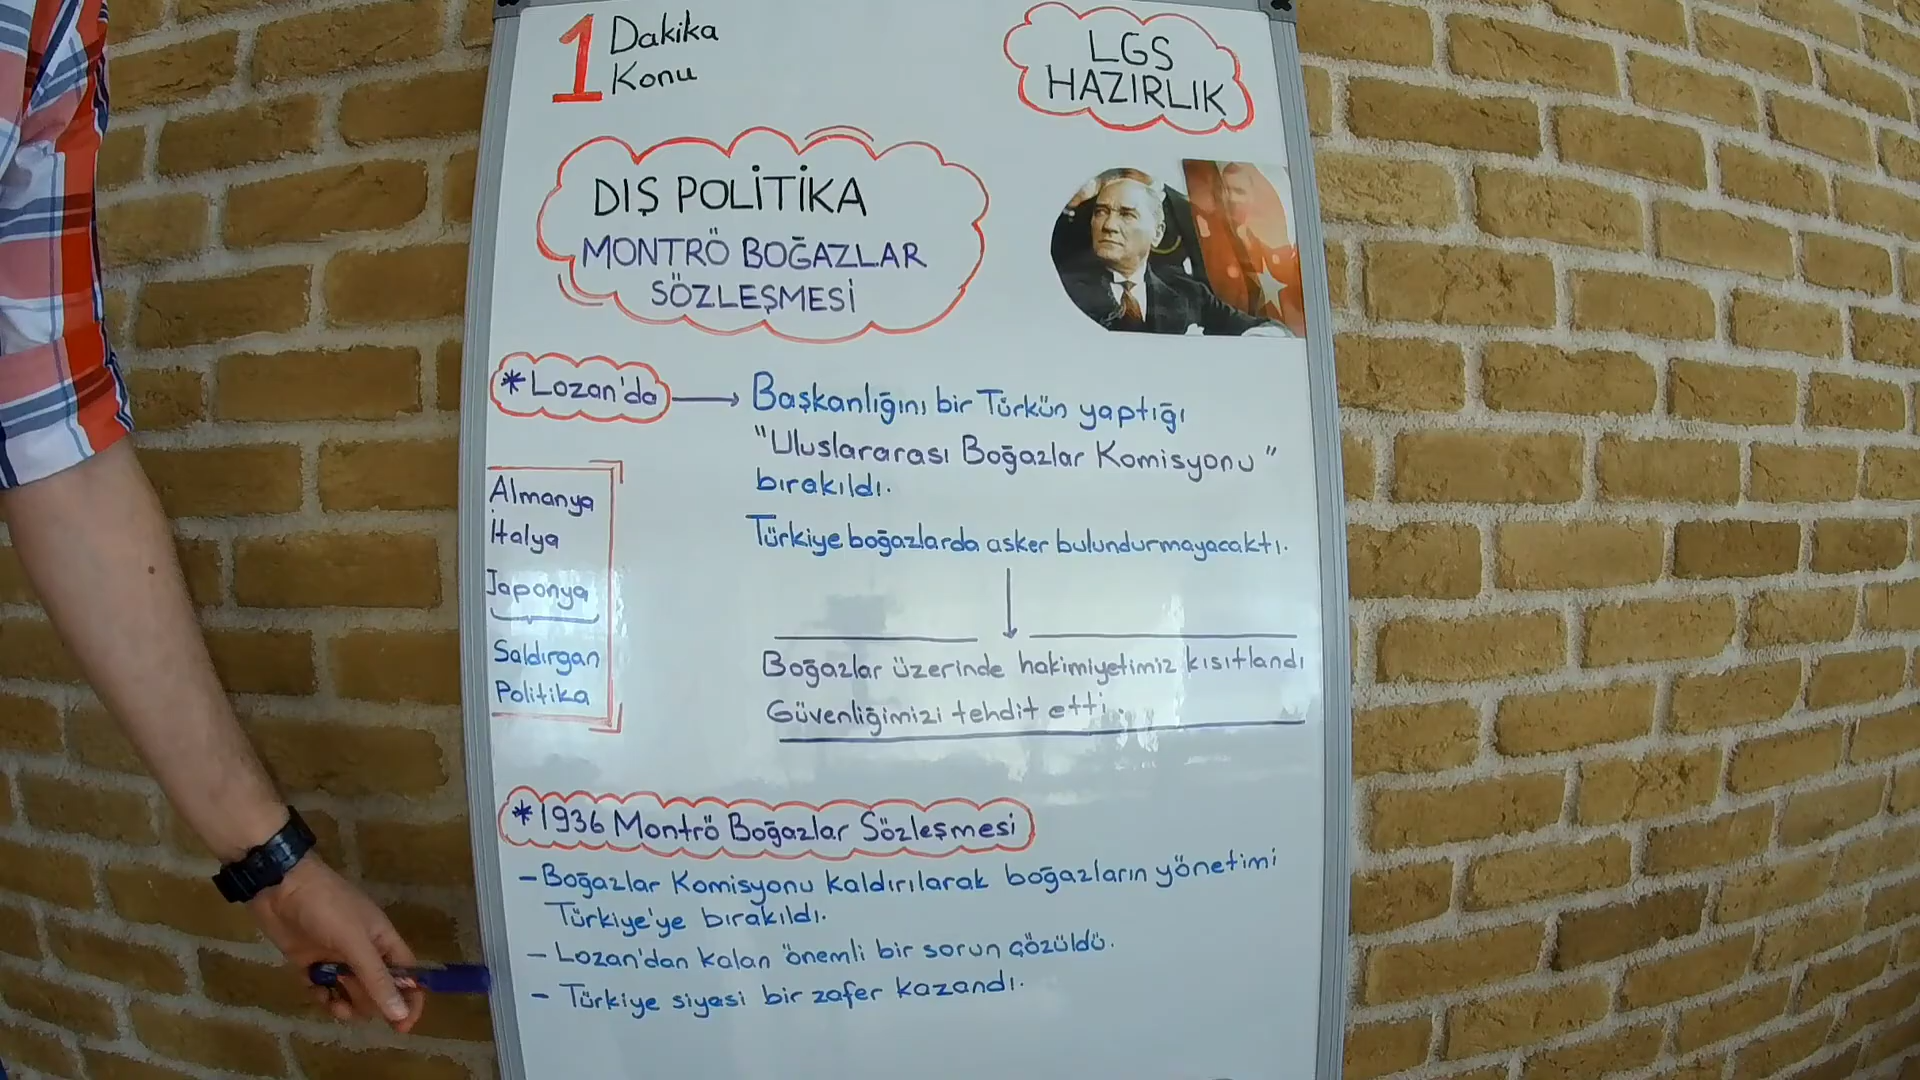 1 Dakika
Konu
LGS
HAZIRLIK
DIŞ POLİTİKA
MONTRÖ BOĞAZLAR
SÖZLEŞMESİ
*Lozan'da
Başkanlığını bir Türkün yaptığı
"Uluslararası Boğazlar Komisyonu"
bırakıldı.
Türkiye boğazlarda asker bulundurmayacaktı.
Boğazlar üzerinde hakimiyetimiz kısıtlandı
Güvenliğimizi tehdit etti.
Almanya
İtalya
Japonya
Saldırgan
Politika
*1936 Montrö Boğazlar Sözleşmesi
- Boğazlar Komisyonu kaldırılarak boğazların yönetimi
Türkiye'ye bırakıldı.
- Lozan'dan kalan önemli bir sorun çözüldü.
- Türkiye siyasi bir zafer kazandı.